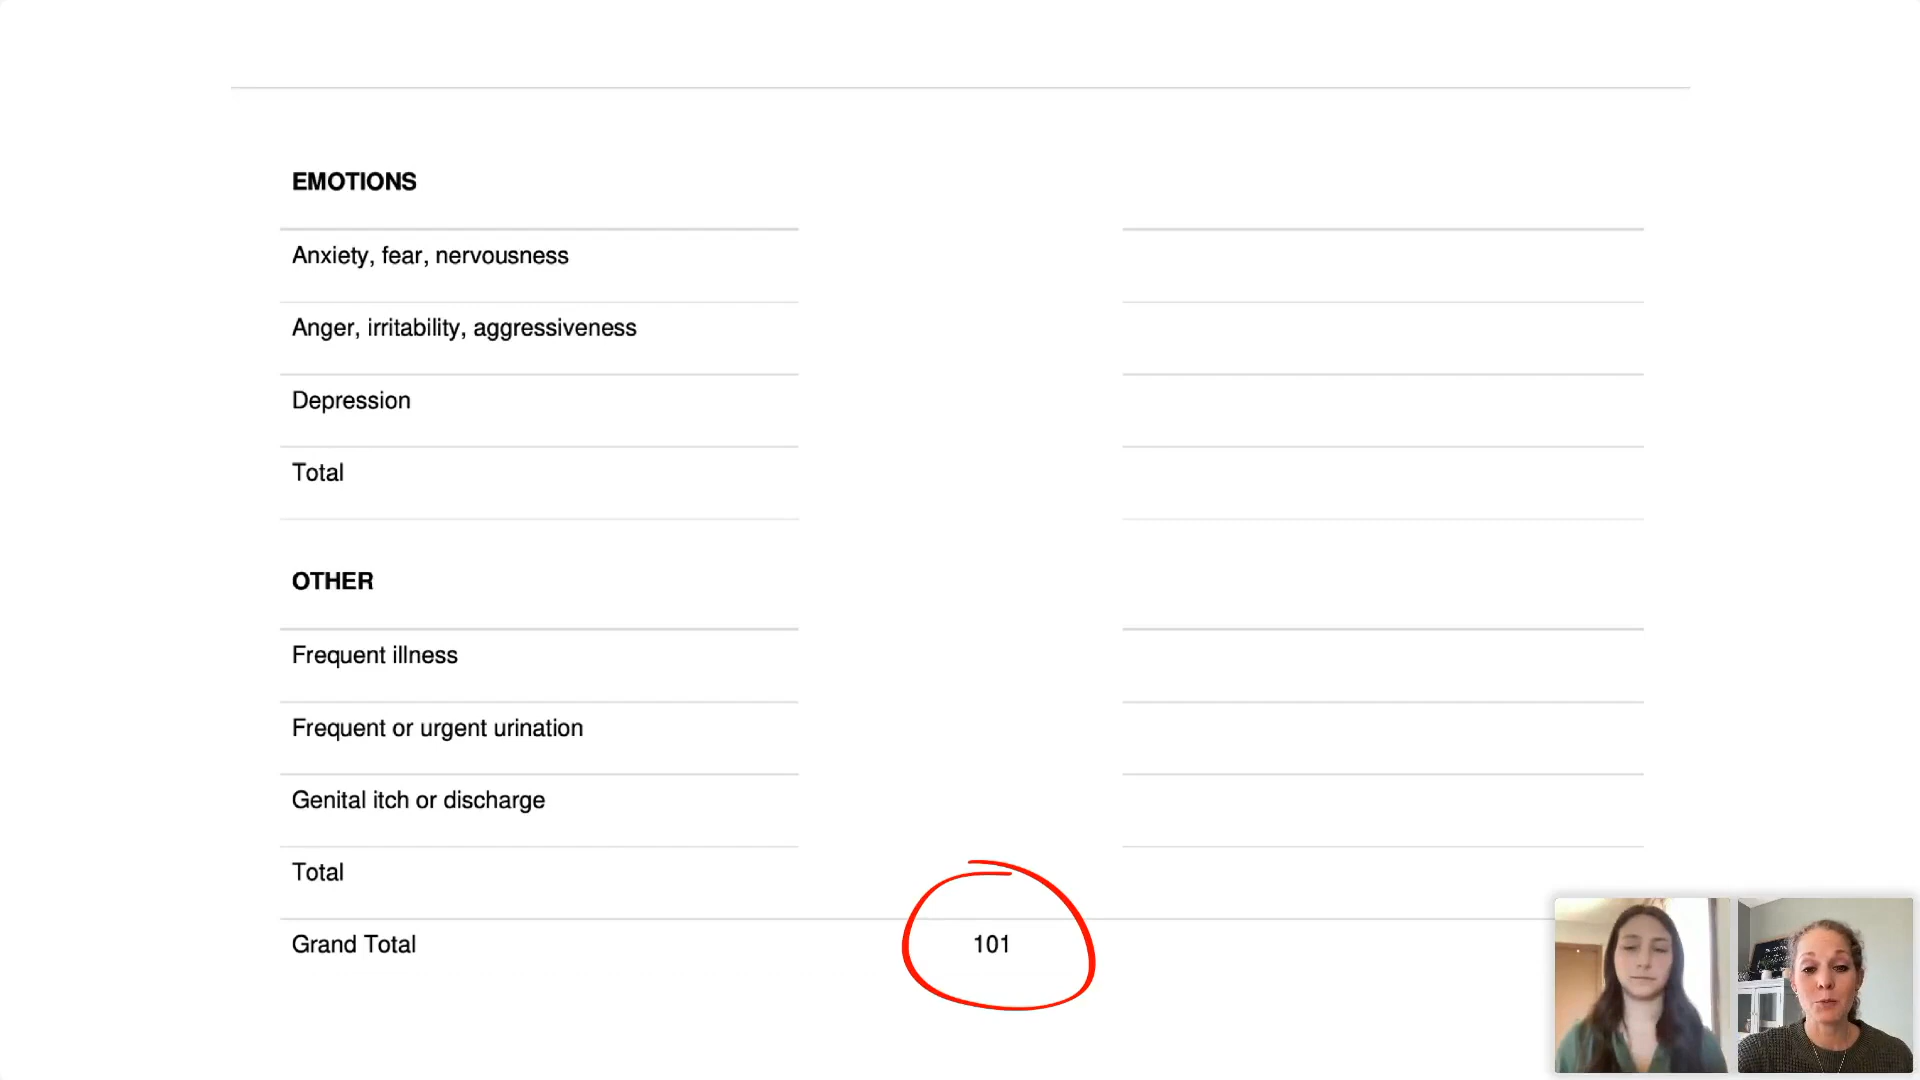 EMOTIONS
Anxiety, fear, nervousness
Anger, irritability, aggressiveness
Depression
Total
OTHER
Frequent illness
Frequent or urgent urination
Genital itch or discharge
Total
Grand Total 101